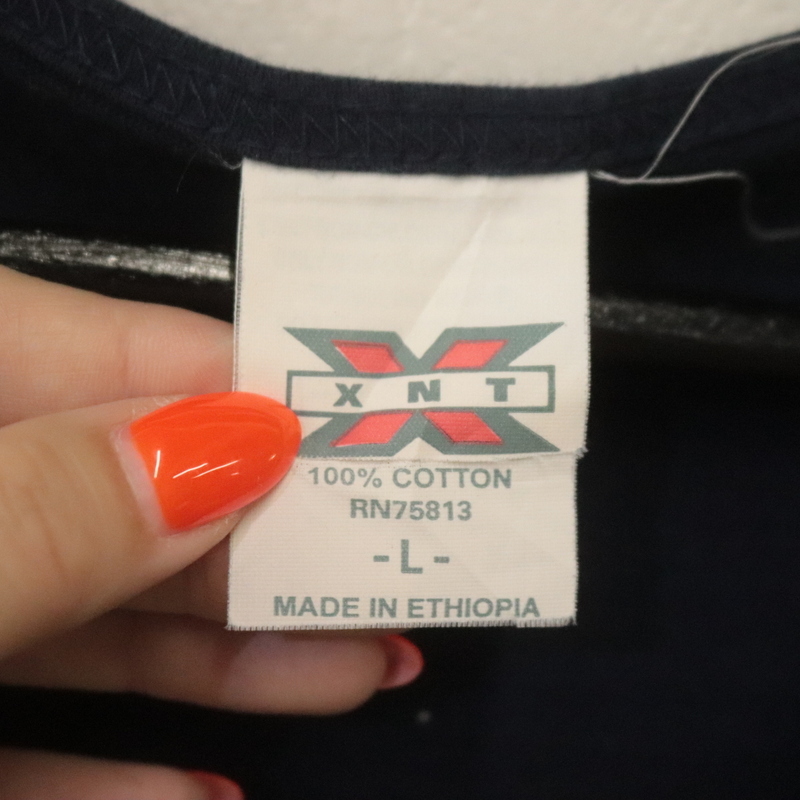 XNT
100% COTTON
RN75813
-L-
MADE IN ETHIOPIA